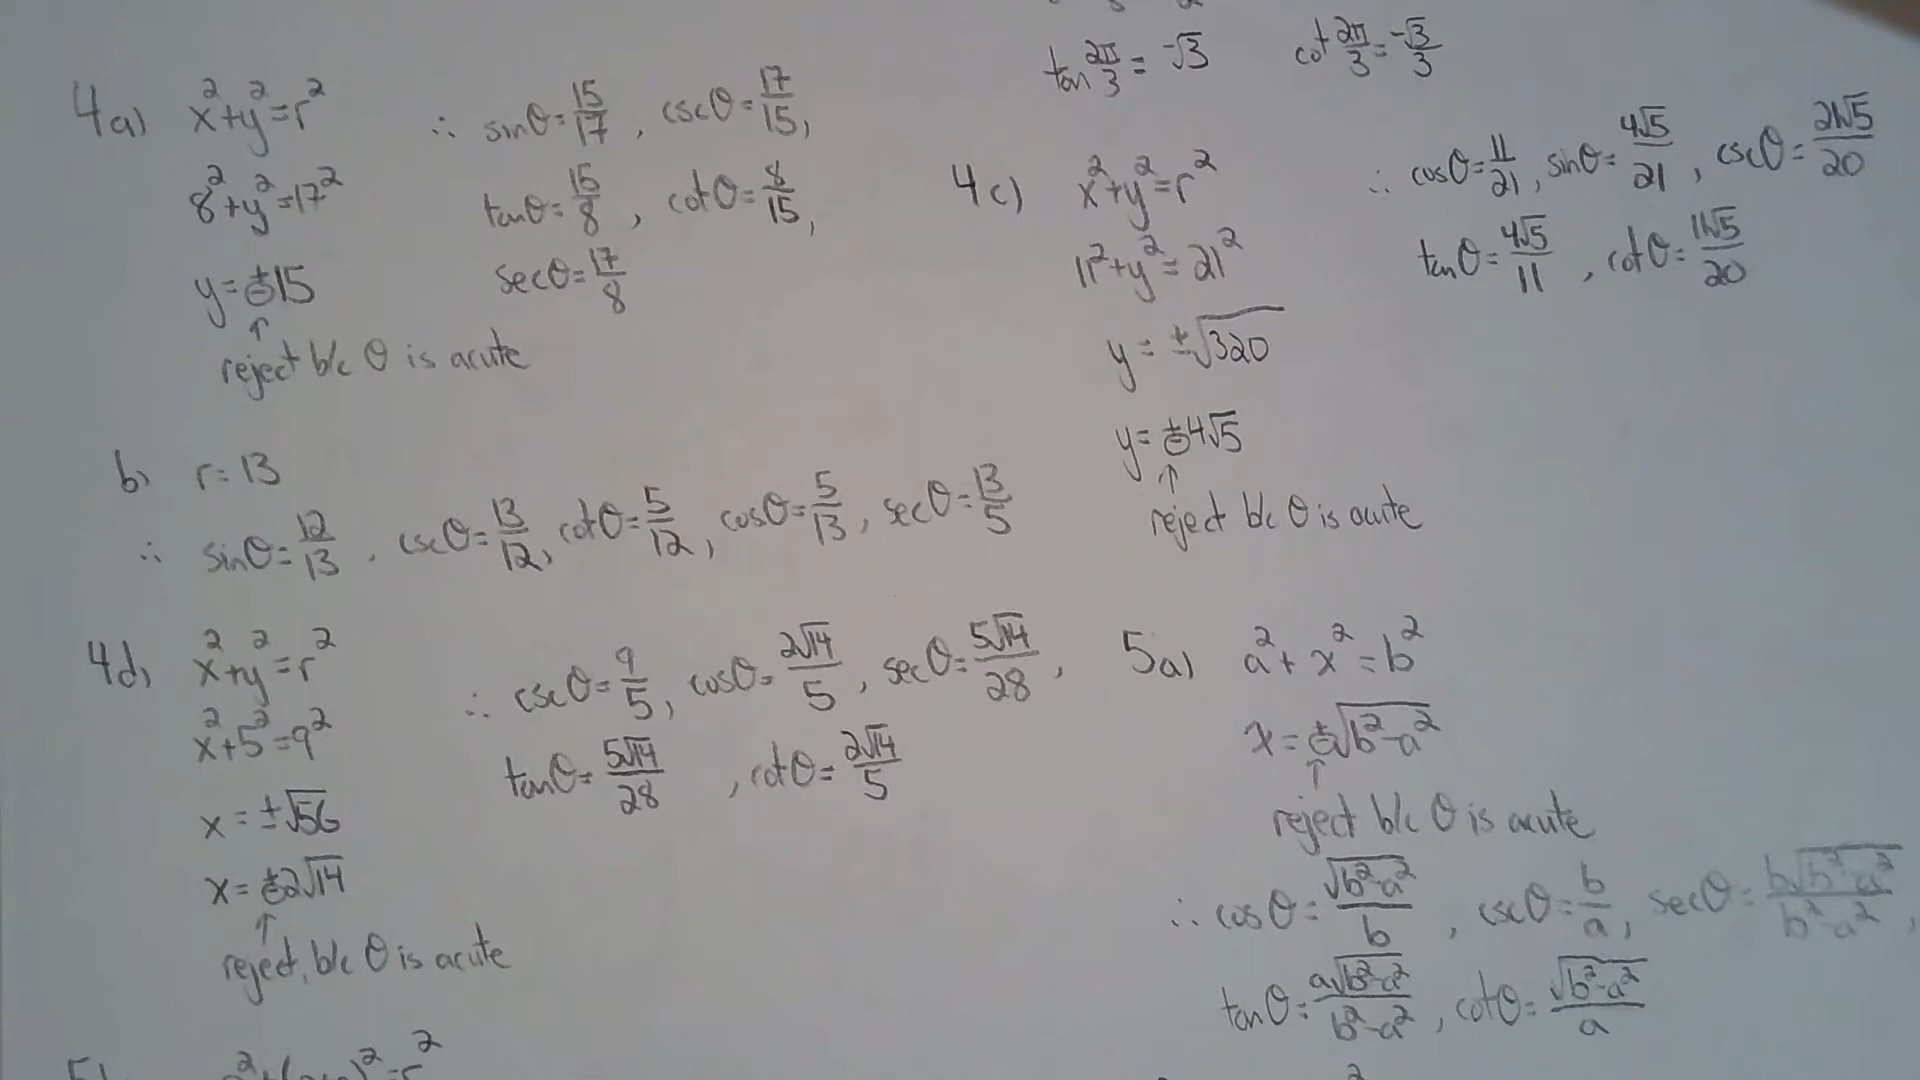 tan 2π/3 = -√3   cot 2π/3 = -√3/3
4a) x²+y²=r²   ∴ sinθ=15/17, cscθ=17/15,
8²+y²=17²   tanθ=15/8, cotθ=8/15,
y=±15   secθ=17/8
↑
reject b/c θ is acute
4c) x²+y²=r²   ∴ cosθ=11/21, sinθ=4√5/21, cscθ=21√5/20
11²+y²=21²   tanθ=4√5/11, cotθ=11√5/20
y=±√320
y=±4√5
↑
reject b/c θ is acute
b) r=13
∴ sinθ=12/13, cscθ=13/12, cotθ=5/12, cosθ=5/13, secθ=13/5
4d) x²+y²=r²   ∴ cscθ=9/5, cosθ=2√14/5, secθ=5√14/28,
x²+5²=9²   tanθ=5√14/28, cotθ=2√14/5
x=±√56
x=±2√14
↑
reject, b/c θ is acute
5a) a²+x²=b²
x=±√b²-a²
↑
reject b/c θ is acute
∴ cosθ=√b²-a²/b, cscθ=b/a, secθ=b√b²-a²/b²-a²,
tanθ=a√b²-a²/b²-a², cotθ=√b²-a²/a